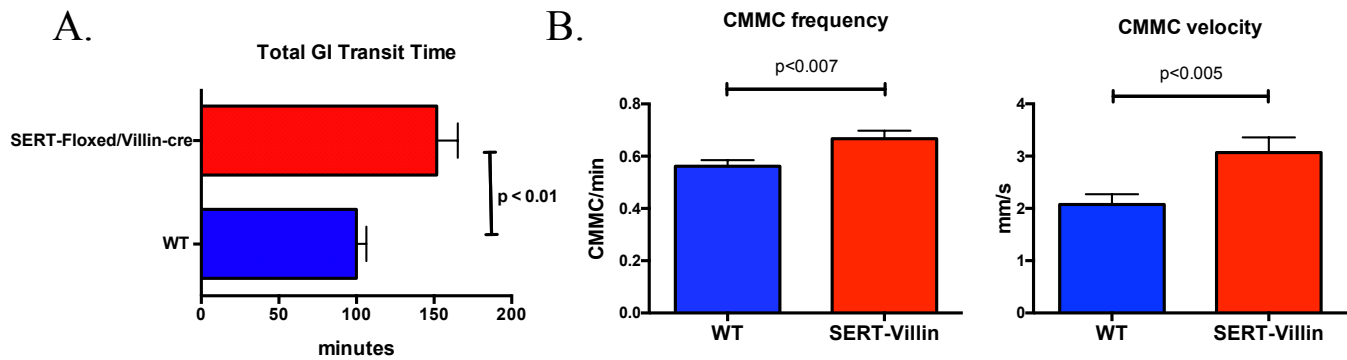 A.
Total GI Transit Time
SERT-Floxed/Villin-cre
WT
p < 0.01
0 50 100 150 200
minutes
B.
CMMC frequency
p<0.007
CMMC/min
0.8
0.6
0.4
0.2
0.0
WT SERT-Villin
CMMC velocity
p<0.005
mm/s
4
3
2
1
0
WT SERT-Villin